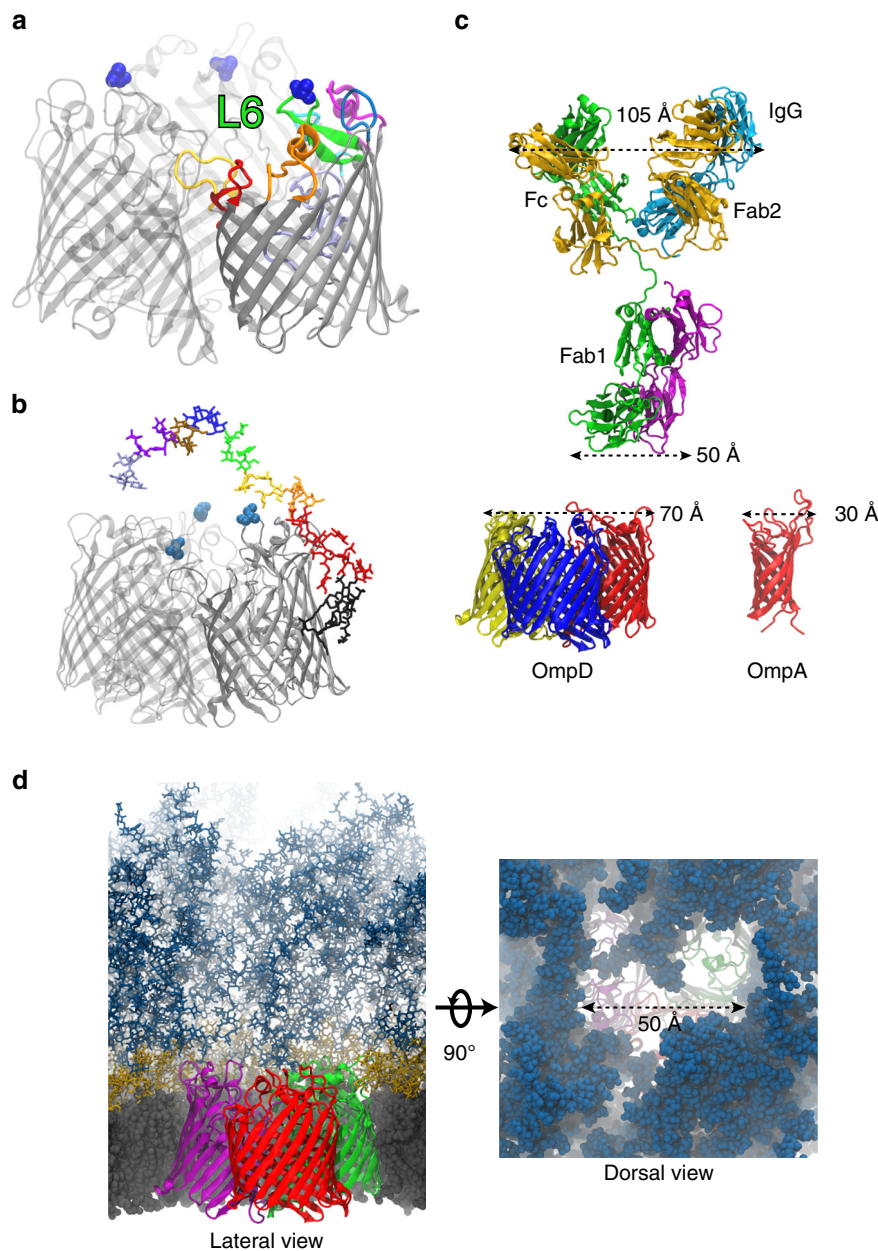 a
L6
b
c
105 Å
IgG
Fc
Fab2
Fab1
50 Å
70 Å
30 Å
OmpD
OmpA
d
90°
50 Å
Dorsal view
Lateral view